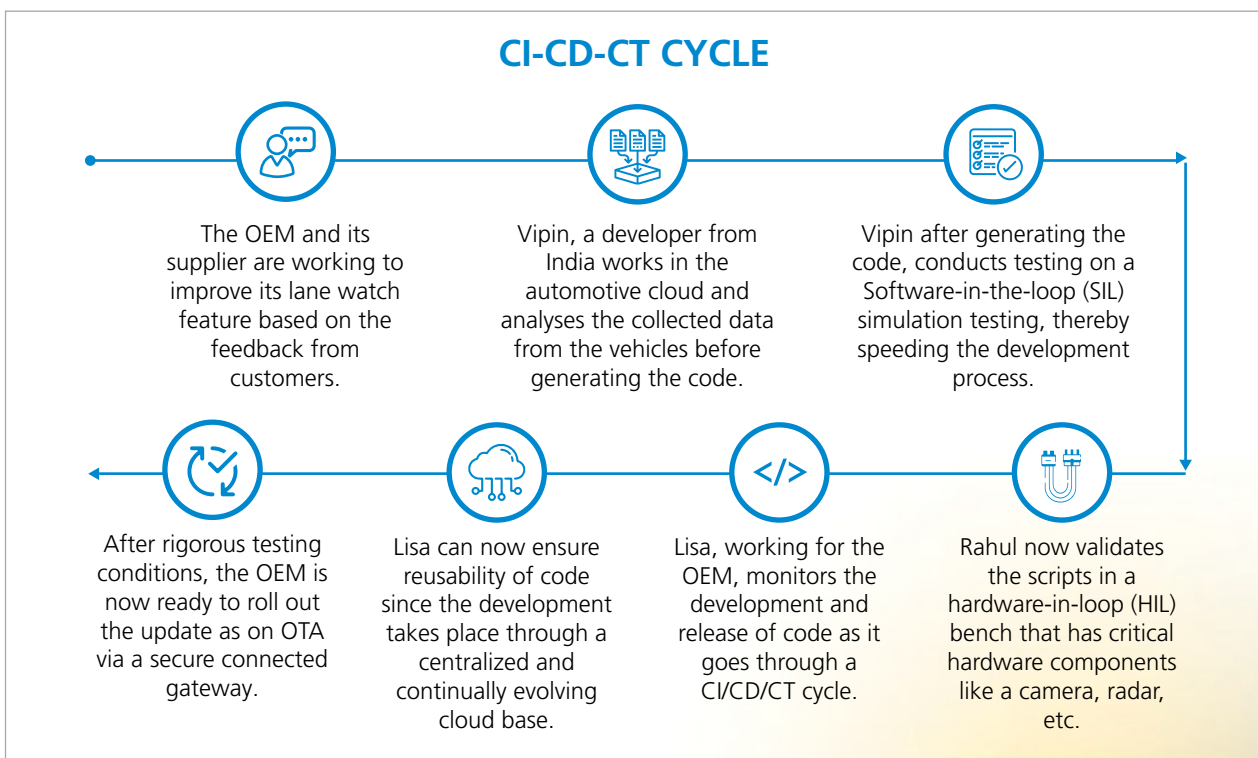 CI-CD-CT CYCLE
The OEM and its
supplier are working to
improve its lane watch
feature based on the
feedback from
customers.
Vipin, a developer from
India works in the
automotive cloud and
analyses the collected data
from the vehicles before
generating the code.
Vipin after generating the
code, conducts testing on a
Software-in-the-loop (SIL)
simulation testing, thereby
speeding the development
process.
</>
Rahul now validates
the scripts in a
hardware-in-loop (HIL)
bench that has critical
hardware components
like a camera, radar,
etc.
Lisa, working for the
OEM, monitors the
development and
release of code as it
goes through a
CI/CD/CT cycle.
Lisa can now ensure
reusability of code
since the development
takes place through a
centralized and
continually evolving
cloud base.
After rigorous testing
conditions, the OEM is
now ready to roll out
the update as on OTA
via a secure connected
gateway.